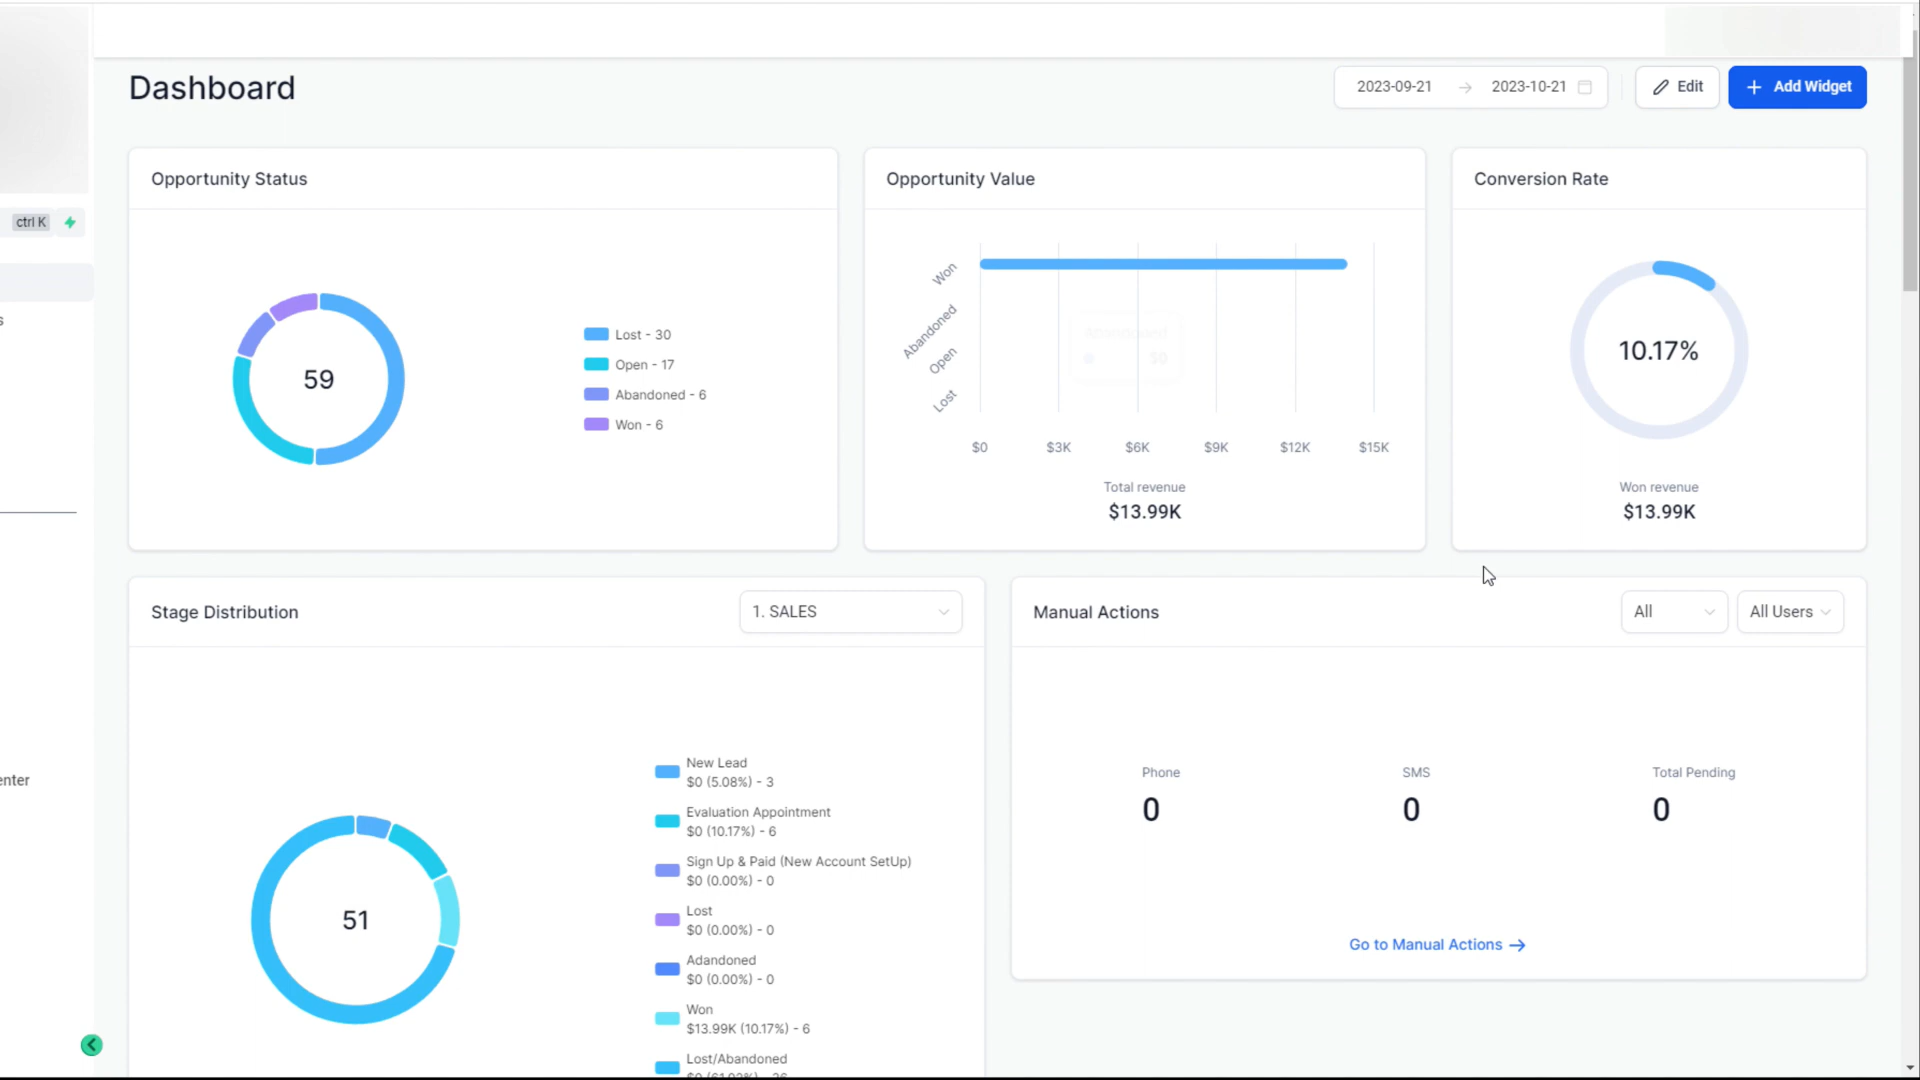 Dashboard
2023-09-21 → 2023-10-21
Edit
+ Add Widget
Opportunity Status
Opportunity Value
Conversion Rate
ctrl K
s
59
Lost - 30
Open - 17
Abandoned - 6
Won - 6
Won
Abandoned
Open
Lost
Abandoned
$0
$0
$3K
$6K
$9K
$12K
$15K
Total revenue
$13.99K
10.17%
Won revenue
$13.99K
Stage Distribution
1. SALES
Manual Actions
All
All Users
enter
51
New Lead
$0 (5.08%) - 3
Evaluation Appointment
$0 (10.17%) - 6
Sign Up & Paid (New Account SetUp)
$0 (0.00%) - 0
Lost
$0 (0.00%) - 0
Adandoned
$0 (0.00%) - 0
Won
$13.99K (10.17%) - 6
Lost/Abandoned
Phone
0
SMS
0
Total Pending
0
Go to Manual Actions →